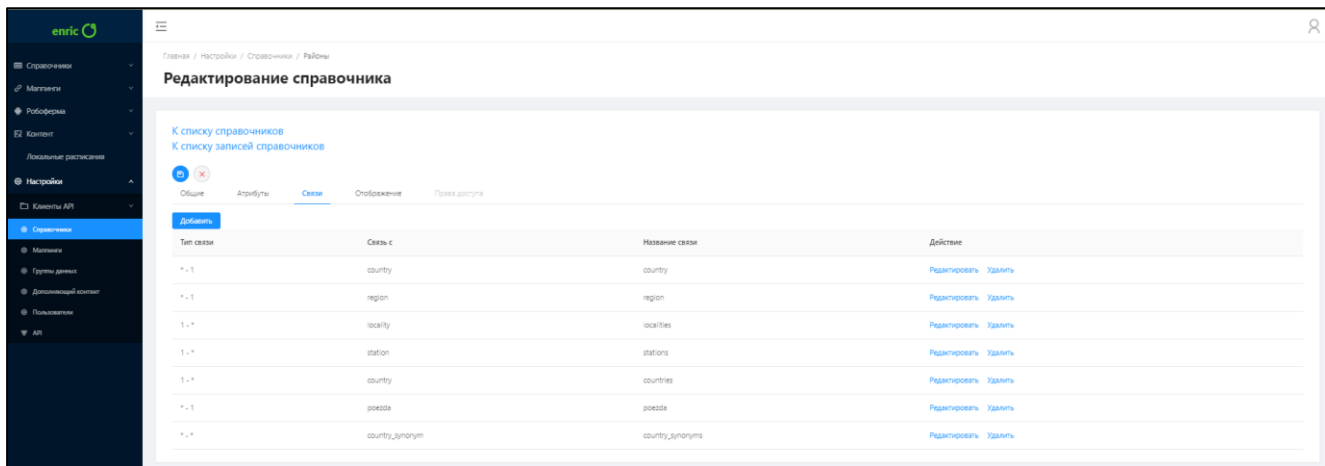 enric
Справочники
Маппинги
Робоферма
Контент
Локальные расписания
Настройки
Клиенты API
Справочники
Маппинги
Группы данных
Дополняющий контент
Пользователи
API
Главная / Настройки / Справочники / Районы
Редактирование справочника
К списку справочников
К списку записей справочников
Общие Атрибуты Связи Отображение Права доступа
Добавить
Тип связи Связь с Название связи Действие
* - 1 country country Редактировать Удалить
* - 1 region region Редактировать Удалить
1 - * locality localities Редактировать Удалить
1 - * station stations Редактировать Удалить
1 - * country countries Редактировать Удалить
* - 1 poezda poezda Редактировать Удалить
* - * country_synonym country_synonyms Редактировать Удалить